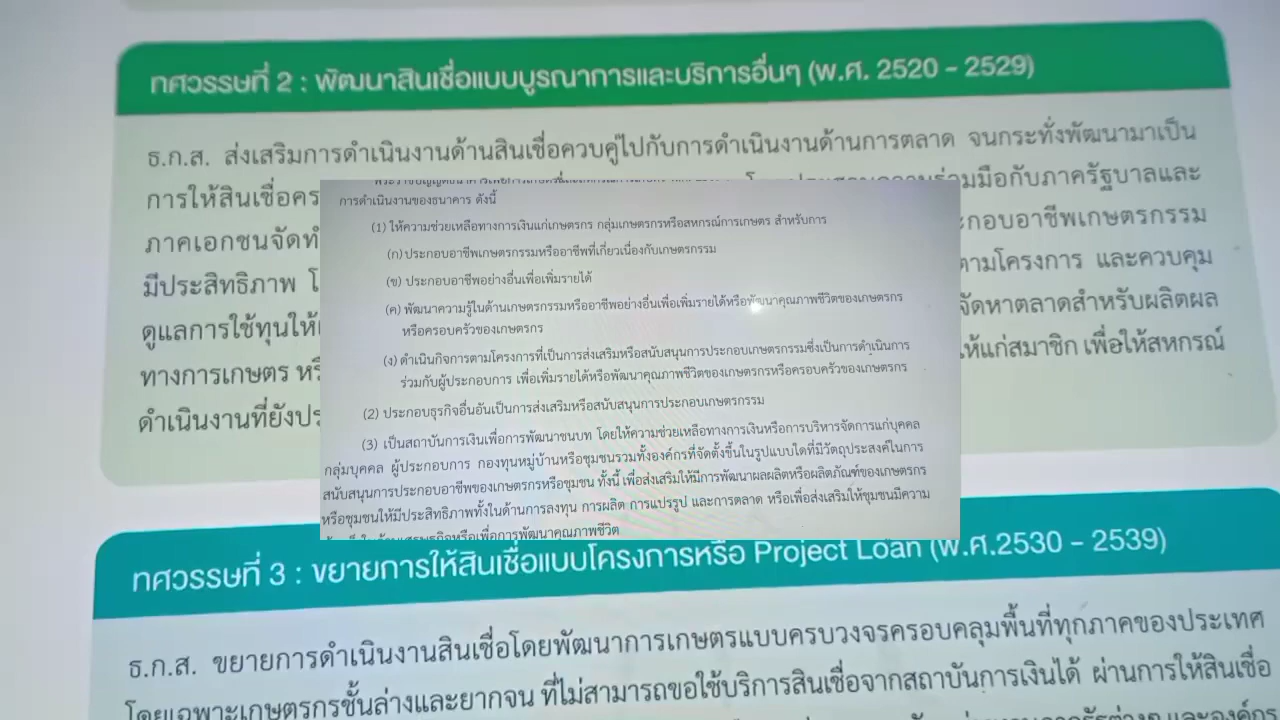 ทศวรรษที่ 2 : พัฒนาสินเชื่อแบบบูรณาการและบริการอื่นๆ (พ.ศ. 2520 - 2529)
ธ.ก.ส. ส่งเสริมการดำเนินงานด้านสินเชื่อควบคู่ไปกับการดำเนินงานด้านการตลาด จนกระทั่งพัฒนามาเป็น
การให้สินเชื่อคร
ร่วมมือกับภาครัฐบาลและ
ภาคเอกชนจัดทำ
ะกอบอาชีพเกษตรกรรม
มีประสิทธิภาพ โ
ตามโครงการ และควบคุม
ดูแลการใช้ทุนให้
จัดหาตลาดสำหรับผลิตผล
ทางการเกษตร หรื
ให้แก่สมาชิก เพื่อให้สหกรณ์
ดำเนินงานที่ยังประ
การดำเนินงานของธนาคาร ดังนี้
(1) ให้ความช่วยเหลือทางการเงินแก่เกษตรกร กลุ่มเกษตรกรหรือสหกรณ์การเกษตร สำหรับการ
(ก) ประกอบอาชีพเกษตรกรรมหรืออาชีพที่เกี่ยวเนื่องกับเกษตรกรรม
(ข) ประกอบอาชีพอย่างอื่นเพื่อเพิ่มรายได้
(ค) พัฒนาความรู้ในด้านเกษตรกรรมหรืออาชีพอย่างอื่นเพื่อเพิ่มรายได้หรือพัฒนาคุณภาพชีวิตของเกษตรกร
หรือครอบครัวของเกษตรกร
(ง) ดำเนินกิจการตามโครงการที่เป็นการส่งเสริมหรือสนับสนุนการประกอบเกษตรกรรมซึ่งเป็นการดำเนินการ
ร่วมกับผู้ประกอบการ เพื่อเพิ่มรายได้หรือพัฒนาคุณภาพชีวิตของเกษตรกรหรือครอบครัวของเกษตรกร
(2) ประกอบธุรกิจอื่นอันเป็นการส่งเสริมหรือสนับสนุนการประกอบเกษตรกรรม
(3) เป็นสถาบันการเงินเพื่อการพัฒนาชนบท โดยให้ความช่วยเหลือทางการเงินหรือการบริหารจัดการแก่บุคคล
กลุ่มบุคคล ผู้ประกอบการ กองทุนหมู่บ้านหรือชุมชนรวมทั้งองค์กรที่จัดตั้งขึ้นในรูปแบบใดที่มีวัตถุประสงค์ในการ
สนับสนุนการประกอบอาชีพของเกษตรกรหรือชุมชน ทั้งนี้ เพื่อส่งเสริมให้มีการพัฒนาผลผลิตหรือผลิตภัณฑ์ของเกษตรกร
หรือชุมชนให้มีประสิทธิภาพทั้งในด้านการลงทุน การผลิต การแปรรูป และการตลาด หรือเพื่อส่งเสริมให้ชุมชนมีความ
หรือเพื่อการพัฒนาคุณภาพชีวิต
ทศวรรษที่ 3 : ขยายการให้สินเชื่อแบบโครงการหรือ Project Loan (พ.ศ.2530 - 2539)
ธ.ก.ส. ขยายการดำเนินงานสินเชื่อโดยพัฒนาการเกษตรแบบครบวงจรครอบคลุมพื้นที่ทุกภาคของประเทศ
โดยเฉพาะเกษตรกรชั้นล่างและยากจน ที่ไม่สามารถขอใช้บริการสินเชื่อจากสถาบันการเงินได้ ผ่านการให้สินเชื่อ